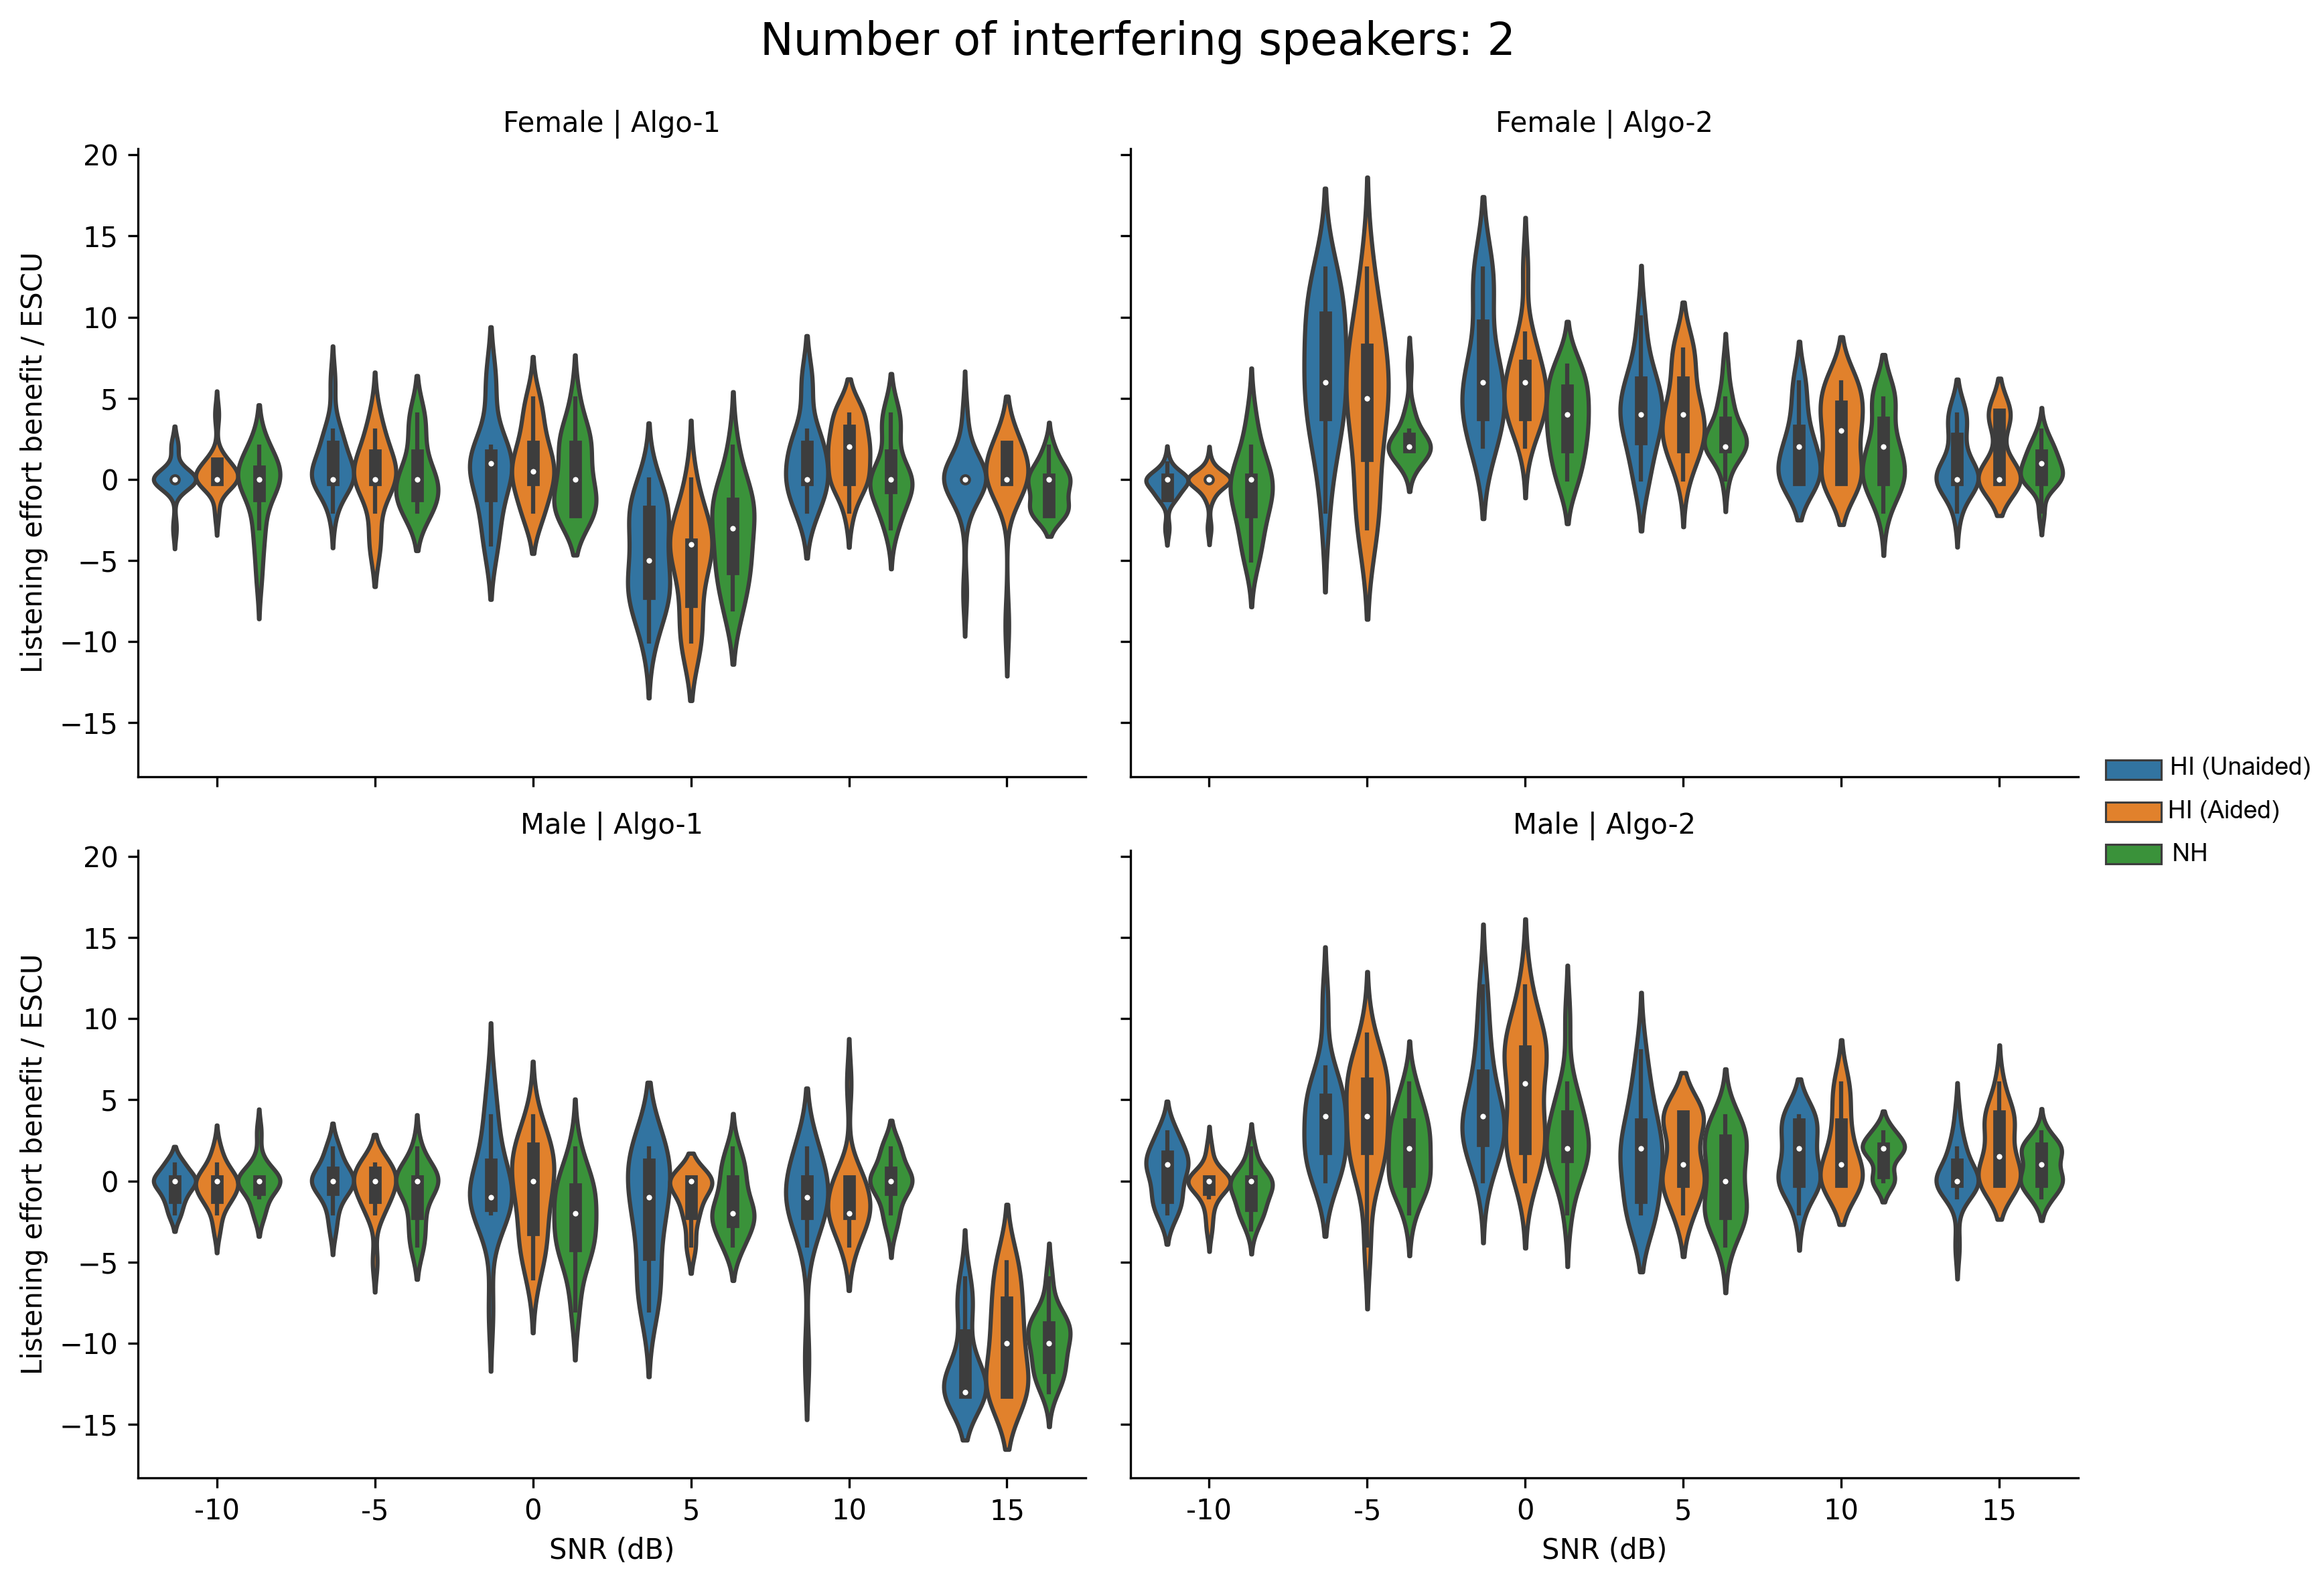 Number of interfering speakers: 2
Female | Algo-1
Female | Algo-2
20
15
10
5
0
−5
−10
−15
Listening effort benefit / ESCU
HI (Unaided)
HI (Aided)
NH
Male | Algo-1
Male | Algo-2
20
15
10
5
0
−5
−10
−15
Listening effort benefit / ESCU
-10 -5 0 5 10 15
-10 -5 0 5 10 15
SNR (dB)
SNR (dB)